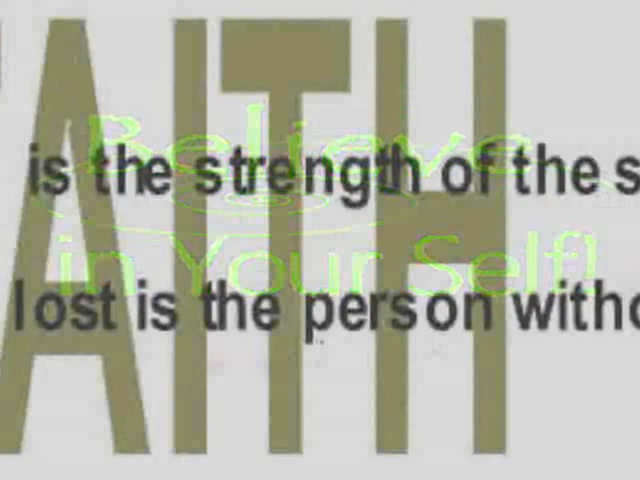 AITH
Believe
is the strength of the s
in Your Self!
lost is the person witho